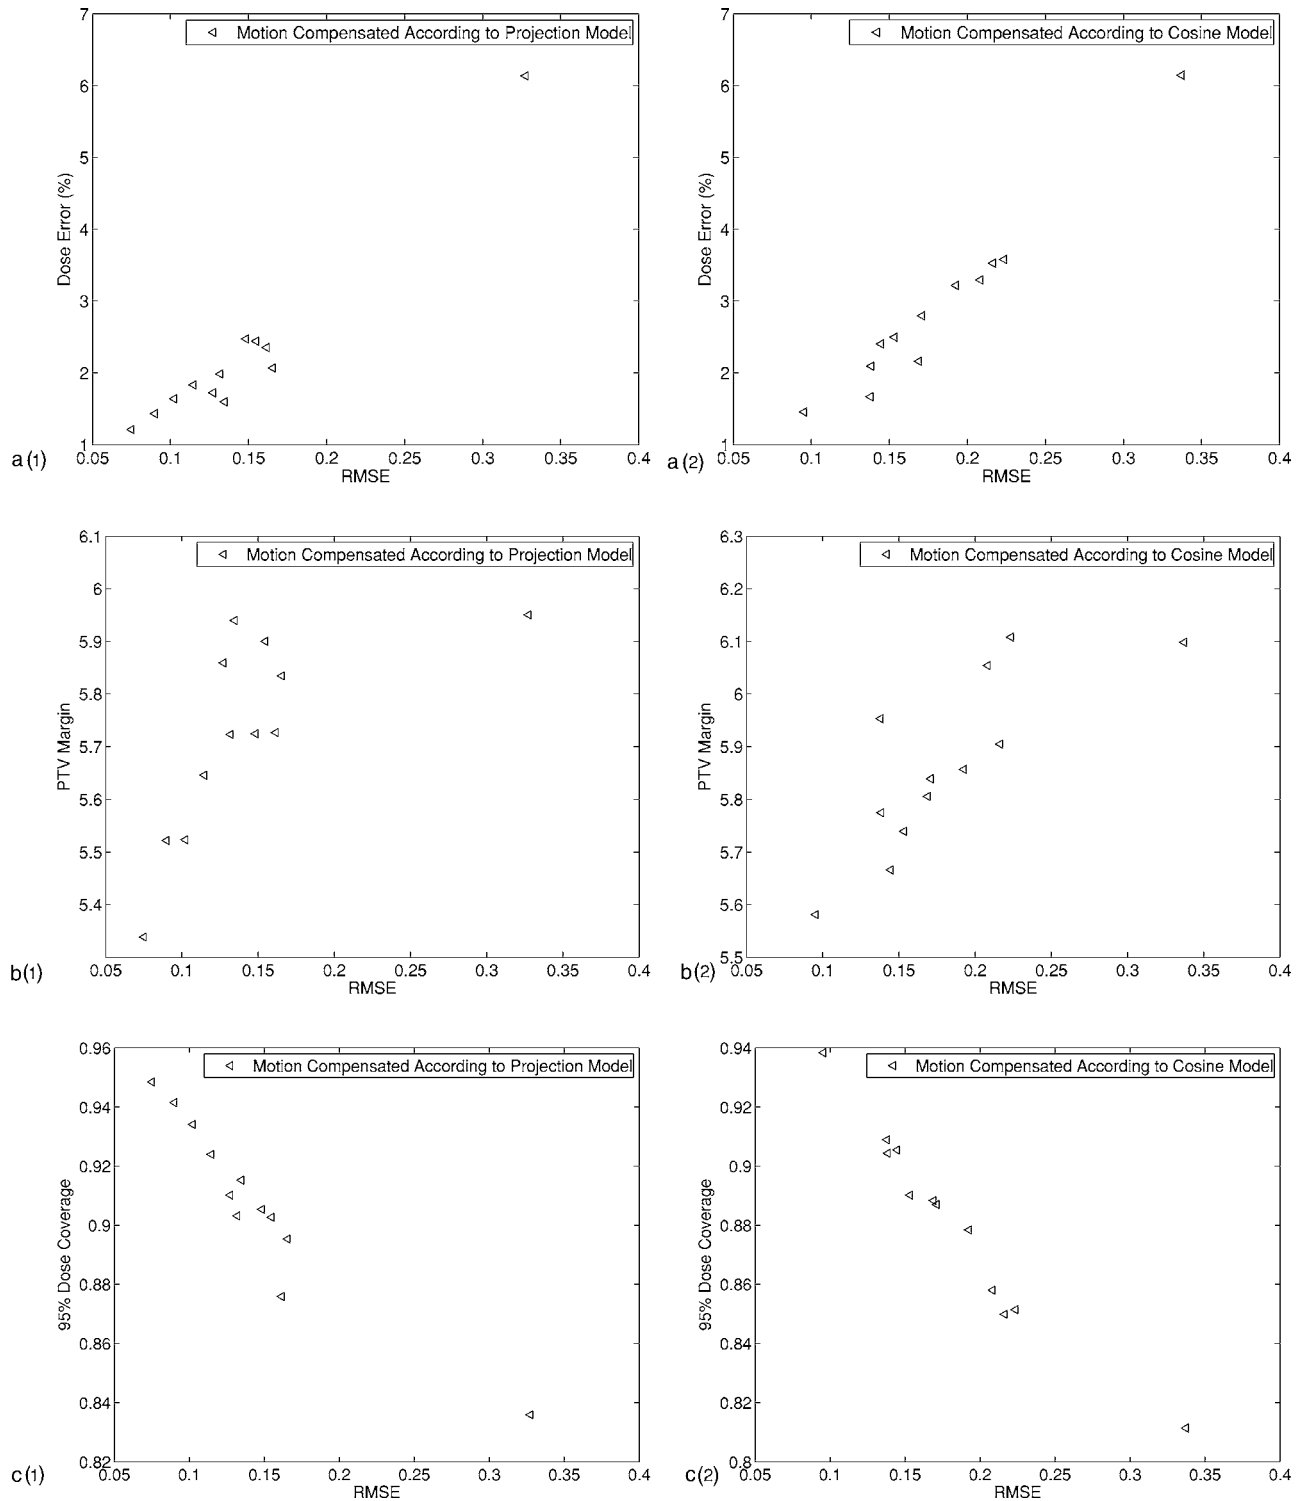 7
6
5
4
3
2
1
Dose Error (%)
Motion Compensated According to Projection Model
0.05 0.1 0.15 0.2 0.25 0.3 0.35 0.4
RMSE
a(1)
7
6
5
4
3
2
1
Dose Error (%)
Motion Compensated According to Cosine Model
0.05 0.1 0.15 0.2 0.25 0.3 0.35 0.4
RMSE
a(2)
6.1
6
5.9
5.8
5.7
5.6
5.5
5.4
PTV Margin
Motion Compensated According to Projection Model
0.05 0.1 0.15 0.2 0.25 0.3 0.35 0.4
RMSE
b(1)
6.3
6.2
6.1
6
5.9
5.8
5.7
5.6
5.5
PTV Margin
Motion Compensated According to Cosine Model
0.05 0.1 0.15 0.2 0.25 0.3 0.35 0.4
RMSE
b(2)
0.96
0.94
0.92
0.9
0.88
0.86
0.84
0.82
95% Dose Coverage
Motion Compensated According to Projection Model
0.05 0.1 0.15 0.2 0.25 0.3 0.35 0.4
RMSE
c(1)
0.94
0.92
0.9
0.88
0.86
0.84
0.82
0.8
95% Dose Coverage
Motion Compensated According to Cosine Model
0.05 0.1 0.15 0.2 0.25 0.3 0.35 0.4
RMSE
c(2)